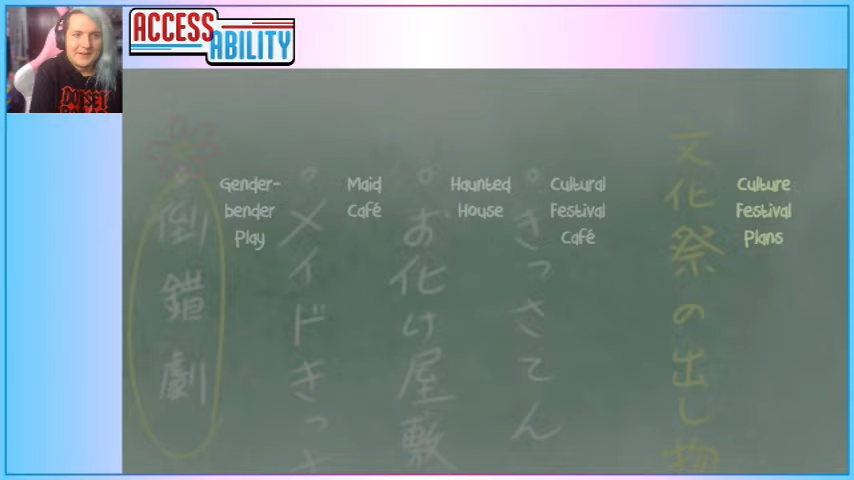 ACCESS
ABILITY
DORSET
文化祭の出し物
Culture
Festival
Plans
きっさてん
Cultural
Festival
Café
お化け屋敷
Haunted
House
メイドきっさ
Maid
Café
倒錯劇
Gender-
bender
Play